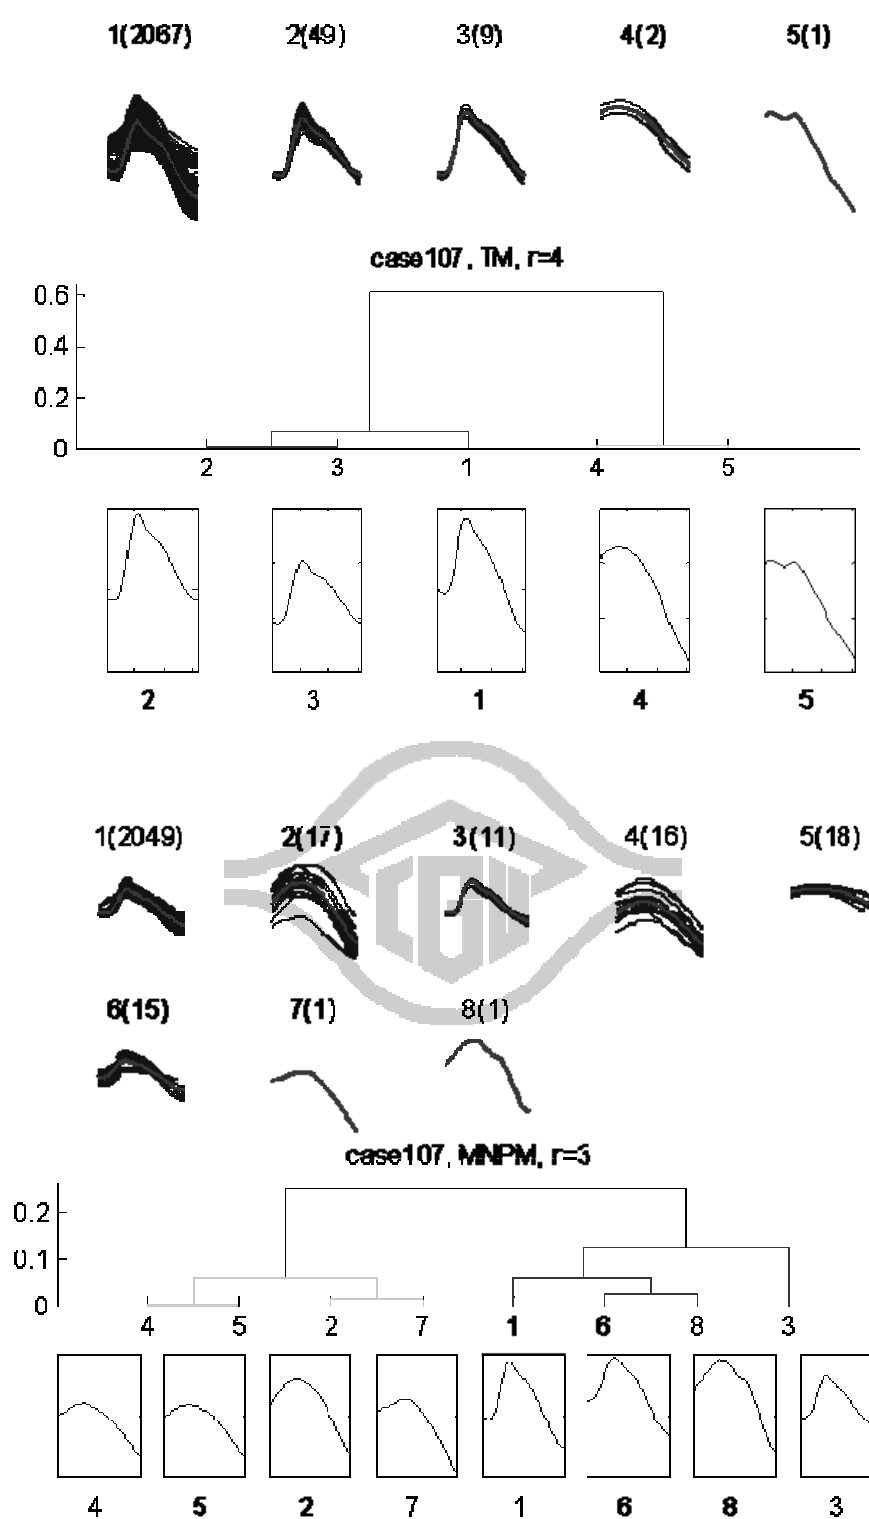 1(2067) 2(49) 3(9) 4(2) 5(1)
case107, TM, r=4
0.6
0.4
0.2
0
2 3 1 4 5
2 3 1 4 5
1(2049) 2(17) 3(11) 4(16) 5(18)
CGU
6(15) 7(1) 8(1)
case107, MNPM, r=3
0.2
0.1
0
4 5 2 7 1 6 8 3
4 5 2 7 1 6 8 3